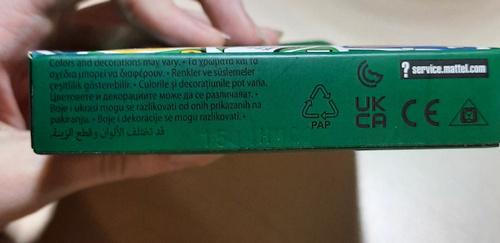 Colors and decorations may vary. • Τα χρώματα και τα
σχέδια μπορεί να διαφέρουν. • Renkler ve süslemeler
çeşitlilik gösterebilir. • Culorile şi decorațiunile pot varia.
Цветовете и декорациите може да се различават. •
Boje i ukrasi mogu se razlikovati od onih prikazanih na
pakiranju. • Boje i dekoracije se mogu razlikovati. •
قد تختلف الألوان وقطع الزينة.
PAP
? service.mattel.com
UK
CA
CE